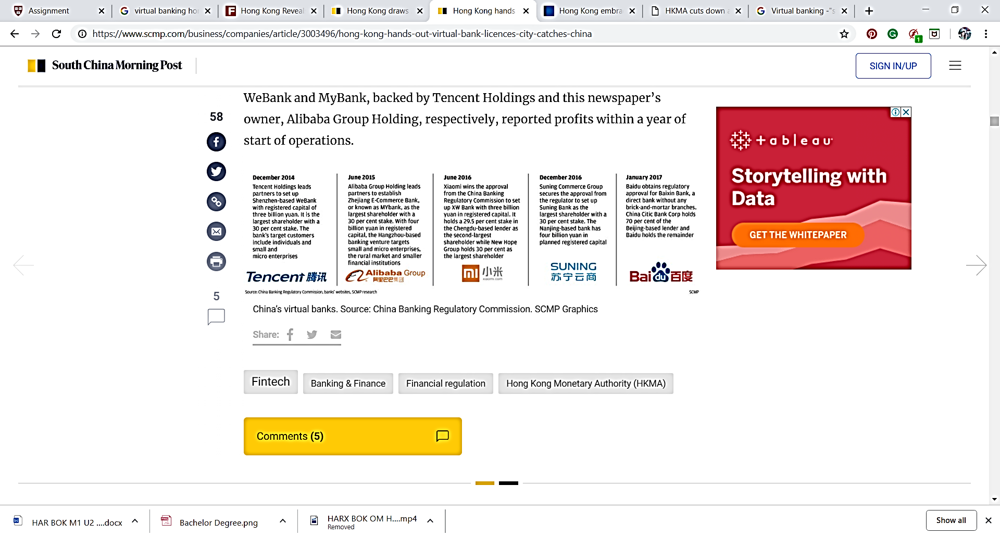 Assignment
virtual banking ho
Hong Kong Reveal
Hong Kong draws
Hong Kong hands
Hong Kong embra
HKMA cuts down a
Virtual banking -"s
https://www.scmp.com/business/companies/article/3003496/hong-kong-hands-out-virtual-bank-licences-city-catches-china
1
South China Morning Post
SIGN IN/UP
58
WeBank and MyBank, backed by Tencent Holdings and this newspaper’s
owner, Alibaba Group Holding, respectively, reported profits within a year of
start of operations.
December 2014
Tencent Holdings leads
partners to set up
Shenzhen-based WeBank
with registered capital of
three billion yuan. It is the
largest shareholder with a
30 per cent stake. The
bank's target customers
include individuals and
small and
micro enterprises
Tencent 腾讯
June 2015
Alibaba Group Holding leads
partners to establish
Zhejiang E-Commerce Bank,
or known as MYbank, as the
largest shareholder with a
30 per cent stake. With four
billion yuan in registered
capital, the Hangzhou-based
banking venture targets
small and micro enterprises,
the rural market and smaller
financial institutions
Alibaba Group
阿里巴巴集团
June 2016
Xiaomi wins the approval
from the China Banking
Regulatory Commission to set
up XW Bank with three billion
yuan in registered capital. It
holds a 29.5 per cent stake in
the Chengdu-based lender as
the second-largest
shareholder while New Hope
Group holds 30 per cent as
the largest shareholder
小米
xiaomi.com
December 2016
Suning Commerce Group
secures the approval from
the regulator to set up
Suning Bank as the
largest shareholder with a
30 per cent stake. The
Nanjing-based bank has
four billion yuan in
planned registered capital
SUNING
苏宁云商
January 2017
Baidu obtains regulatory
approval for Baixin Bank, a
direct bank without any
brick-and-mortar branches.
China Citic Bank Corp holds
70 per cent of the
Beijing-based lender and
Baidu holds the remainder
Baidu百度
Source: China Banking Regulatory Commission, banks' websites, SCMP research
SCMP
China’s virtual banks. Source: China Banking Regulatory Commission. SCMP Graphics
5
Share:
+ableau
Storytelling with
Data
GET THE WHITEPAPER
Fintech
Banking & Finance
Financial regulation
Hong Kong Monetary Authority (HKMA)
Comments (5)
HAR BOK M1 U2 ....docx
Bachelor Degree.png
HARX BOK OM H....mp4
Removed
Show all